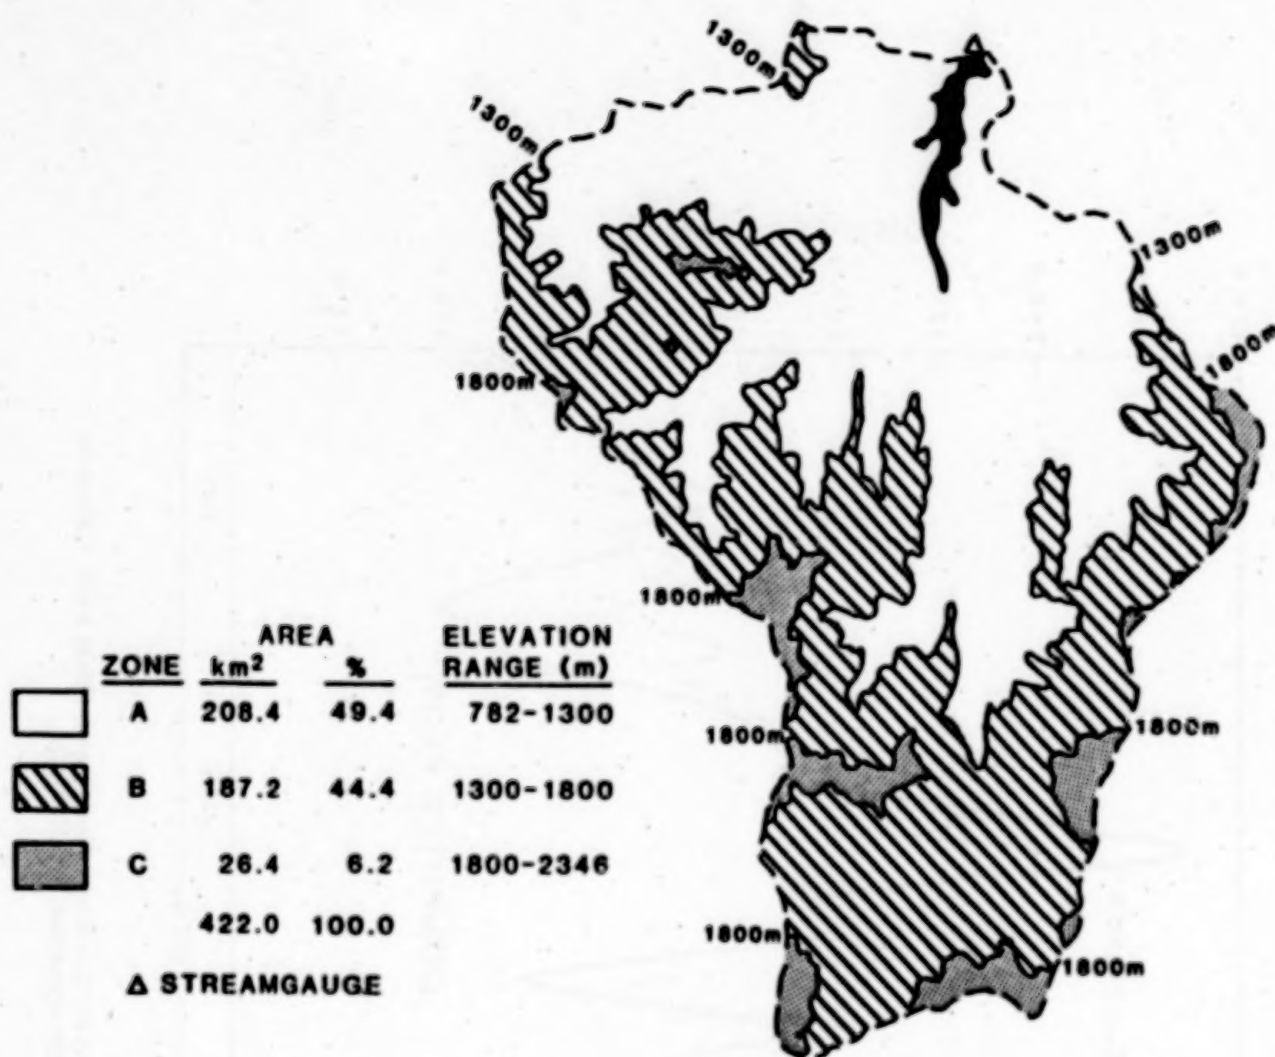 1300m
1300m
1300m
1800m
1800m
1800m
1800m
1800m
1800m
1800m
AREA ELEVATION
ZONE km² % RANGE (m)
A 208.4 49.4 782-1300
B 187.2 44.4 1300-1800
C 26.4 6.2 1800-2346
422.0 100.0
Δ STREAMGAUGE